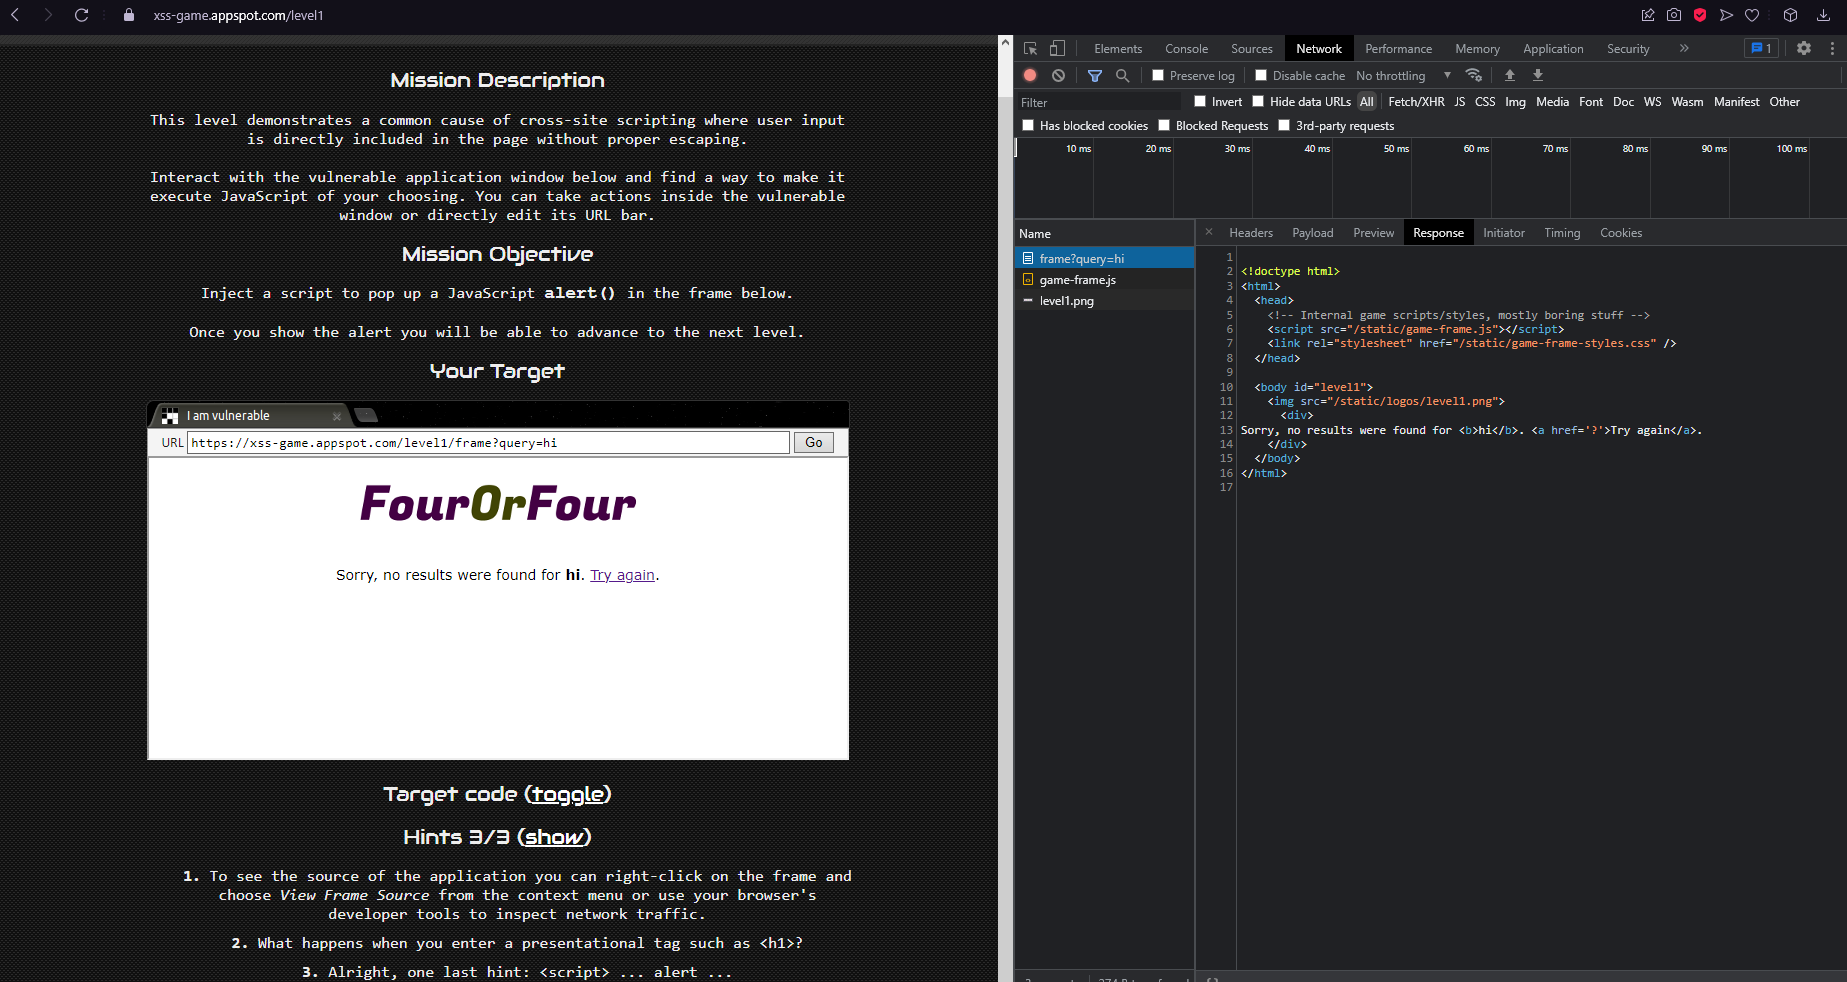 xss-game.appspot.com/level1
Mission Description
This level demonstrates a common cause of cross-site scripting where user input
is directly included in the page without proper escaping.
Interact with the vulnerable application window below and find a way to make it
execute JavaScript of your choosing. You can take actions inside the vulnerable
window or directly edit its URL bar.
Mission Objective
Inject a script to pop up a JavaScript alert() in the frame below.
Once you show the alert you will be able to advance to the next level.
Your Target
I am vulnerable
URL https://xss-game.appspot.com/level1/frame?query=hi Go
FourOrFour
Sorry, no results were found for hi. Try again.
Target code (toggle)
Hints 3/3 (show)
1. To see the source of the application you can right-click on the frame and
choose View Frame Source from the context menu or use your browser's
developer tools to inspect network traffic.
2. What happens when you enter a presentational tag such as <h1>?
3. Alright, one last hint: <script> ... alert ...
Elements Console Sources Network Performance Memory Application Security » 1
Preserve log Disable cache No throttling
Filter Invert Hide data URLs All Fetch/XHR JS CSS Img Media Font Doc WS Wasm Manifest Other
Has blocked cookies Blocked Requests 3rd-party requests
10 ms 20 ms 30 ms 40 ms 50 ms 60 ms 70 ms 80 ms 90 ms 100 ms
Name
frame?query=hi
game-frame.js
level1.png
Headers Payload Preview Response Initiator Timing Cookies
1
2 <!doctype html>
3 <html>
4 <head>
5 <!-- Internal game scripts/styles, mostly boring stuff -->
6 <script src="/static/game-frame.js"></script>
7 <link rel="stylesheet" href="/static/game-frame-styles.css" />
8 </head>
9
10 <body id="level1">
11 <img src="/static/logos/level1.png">
12 <div>
13 Sorry, no results were found for <b>hi</b>. <a href='?'>Try again</a>.
14 </div>
15 </body>
16 </html>
17